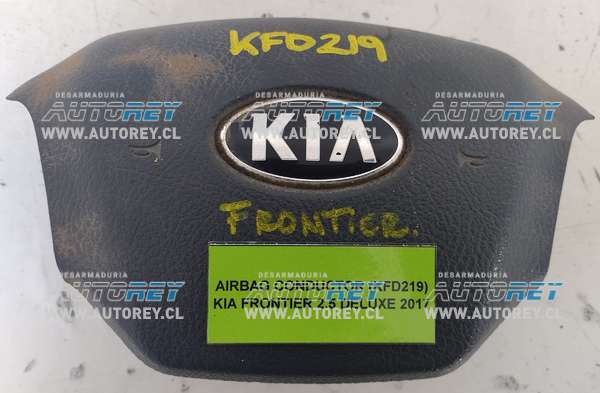 KFD219
DESARMADURIA DESARMADURIA DESARMADURIA
AUTOREY AUTOREY AUTOREY
WWW.AUTOREY.CL WWW.AUTOREY.CL WWW.AUTOREY.CL
KIA
FRONTIER.
DESARMADURIA DESARMADURIA DESARMADURIA
AUTOREY AUTOREY AUTOREY
AIRBAG CONDUCTOR (KFD219)
KIA FRONTIER 2.5 DELUXE 2017
WWW.AUTOREY.CL WWW.AUTOREY.CL WWW.AUTOREY.CL